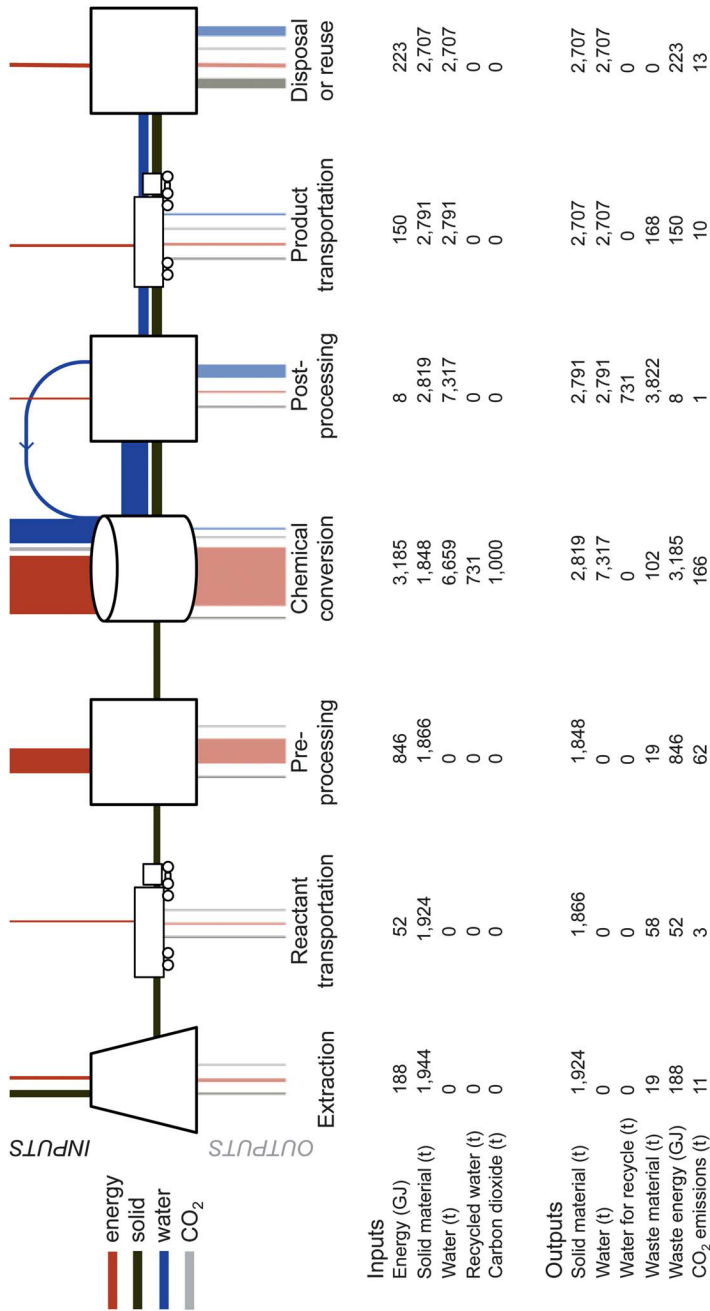 INPUTS
OUTPUTS
energy
solid
water
CO2
Extraction
Reactant
transportation
Pre-
processing
Chemical
conversion
Post-
processing
Product
transportation
Disposal
or reuse
Inputs
Energy (GJ) 188 52 846 3,185 8 150 223
Solid material (t) 1,944 1,924 1,866 1,848 2,819 2,791 2,707
Water (t) 0 0 0 6,659 7,317 2,791 2,707
Recycled water (t) 0 0 0 731 0 0 0
Carbon dioxide (t) 0 0 0 1,000 0 0 0
Outputs
Solid material (t) 1,924 1,866 1,848 2,819 2,791 2,707 2,707
Water (t) 0 0 0 7,317 2,791 2,707 2,707
Water for recycle (t) 0 0 0 0 731 0 0
Waste material (t) 19 58 19 102 3,822 168 0
Waste energy (GJ) 188 52 846 3,185 8 150 223
CO2 emissions (t) 11 3 62 166 1 10 13